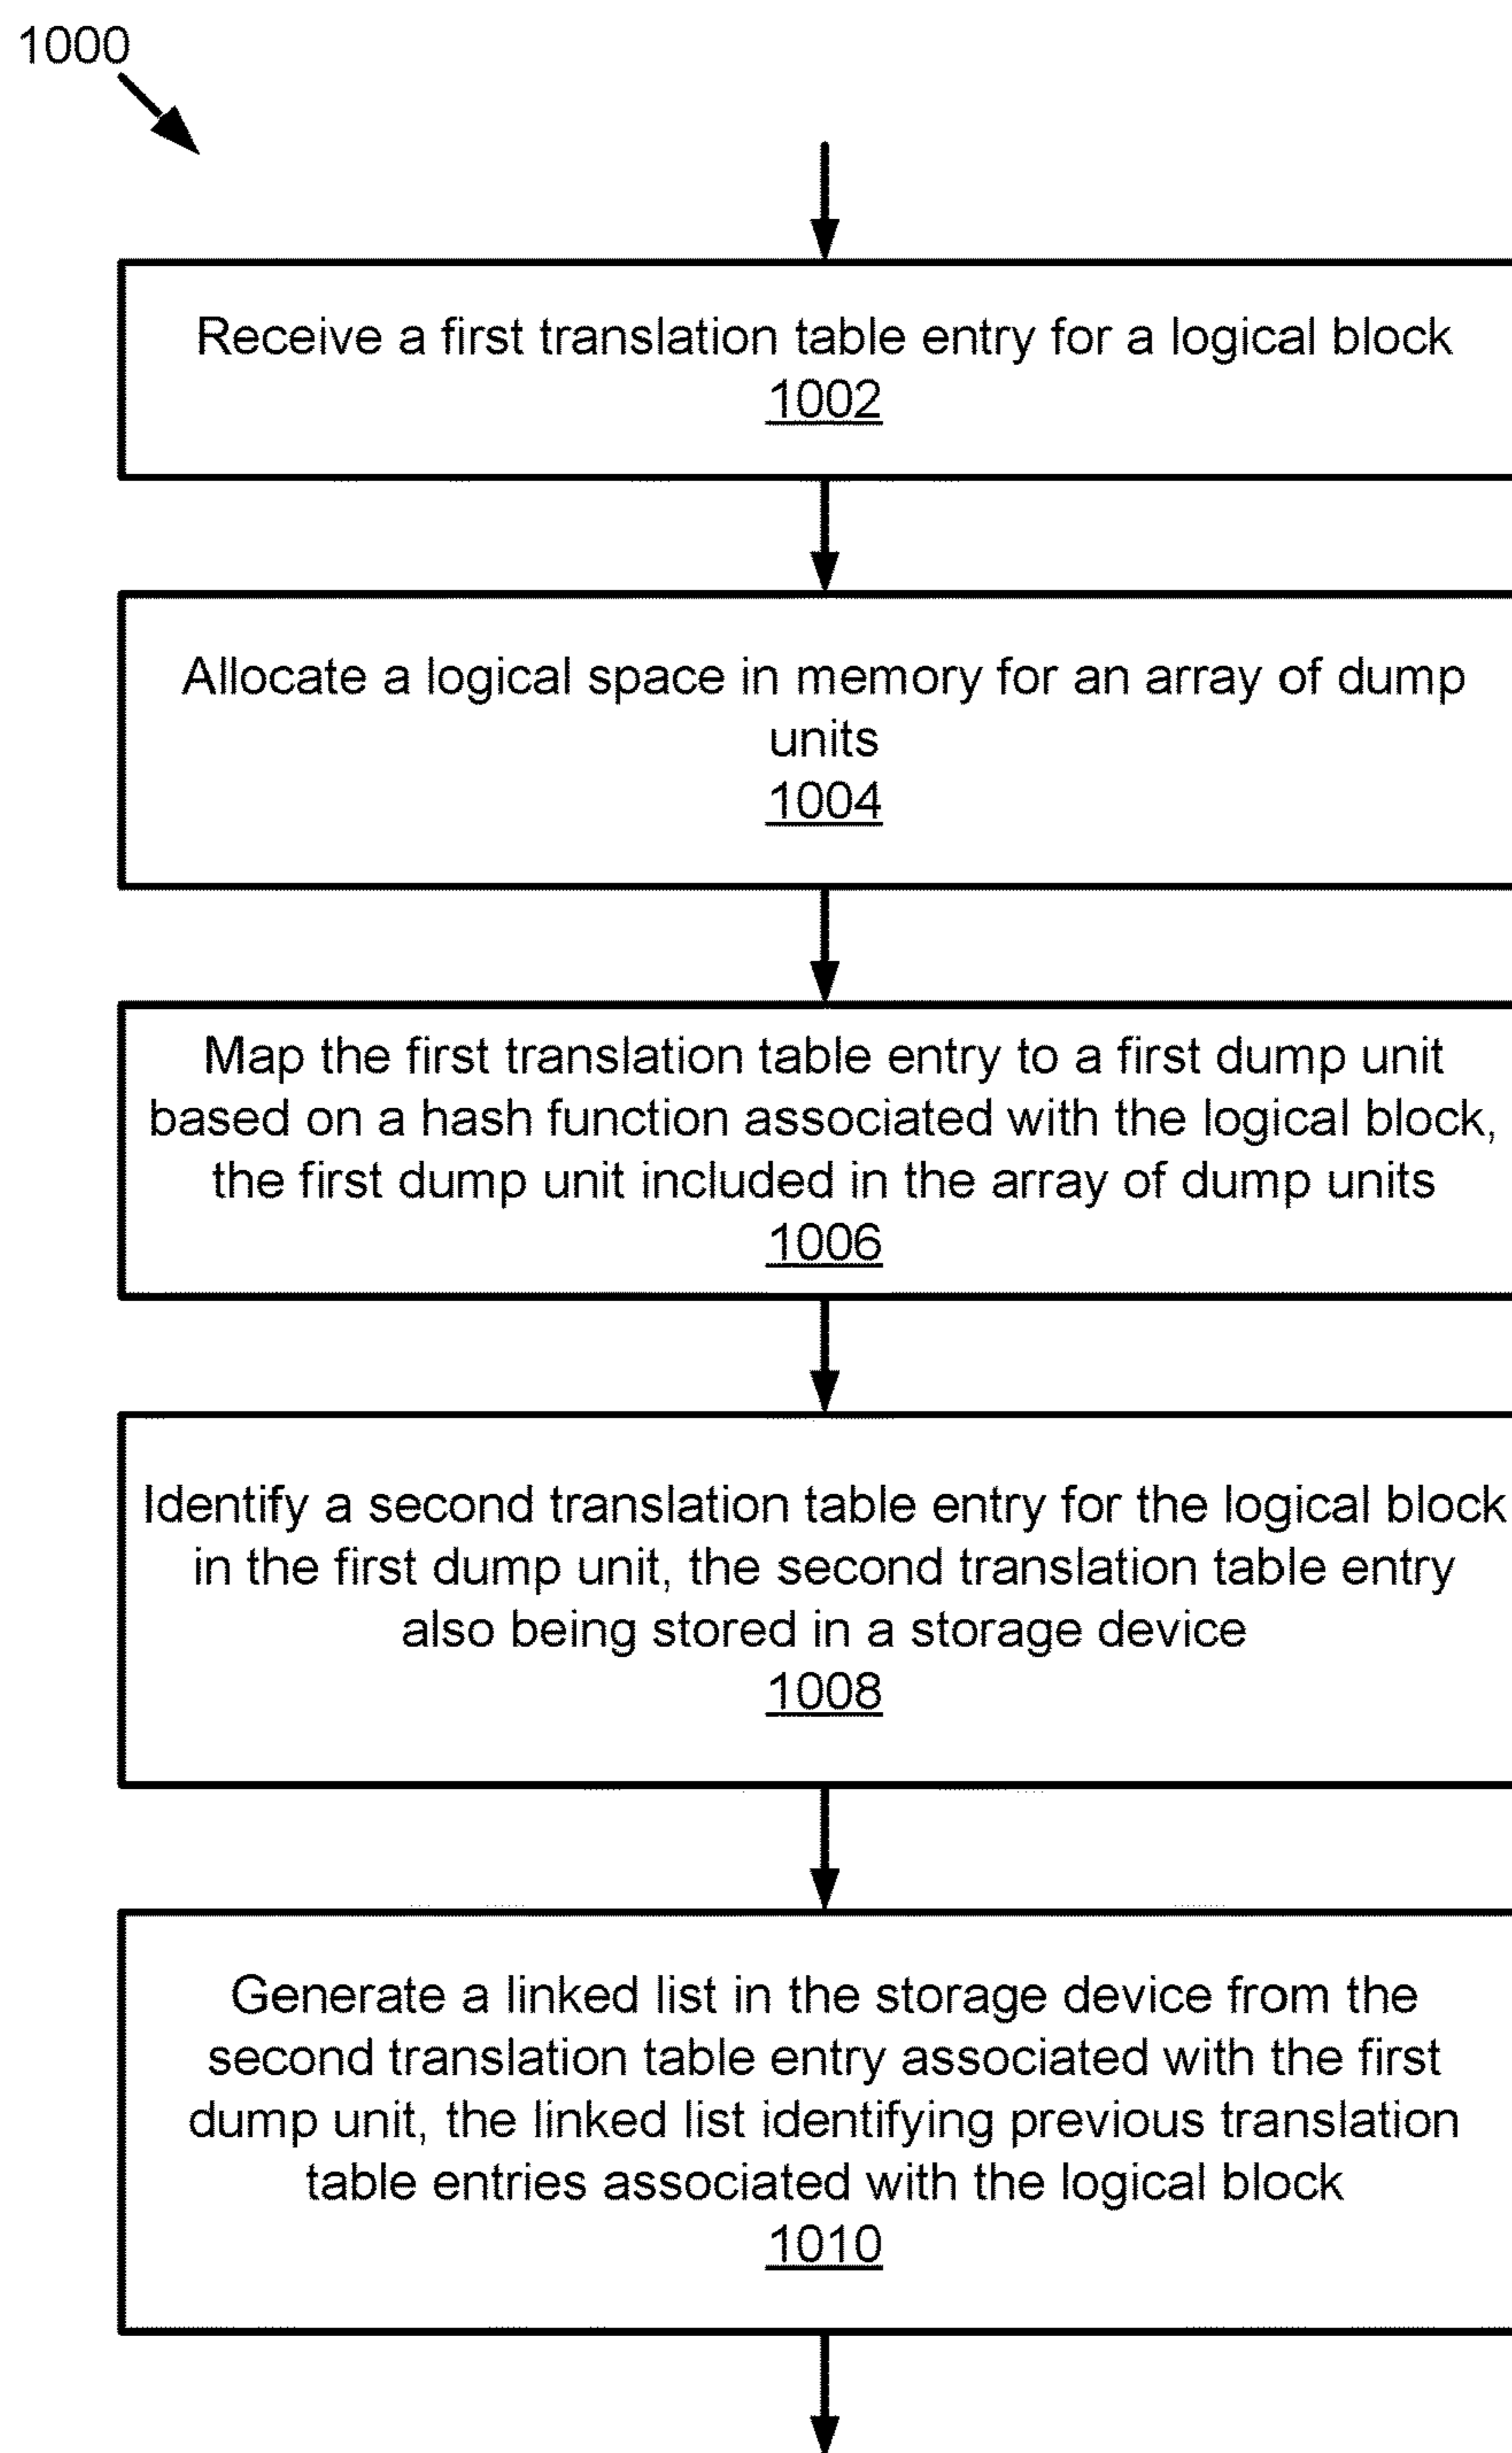 1000
Receive a first translation table entry for a logical block
1002
Allocate a logical space in memory for an array of dump
units
1004
Map the first translation table entry to a first dump unit
based on a hash function associated with the logical block,
the first dump unit included in the array of dump units
1006
Identify a second translation table entry for the logical block
in the first dump unit, the second translation table entry
also being stored in a storage device
1008
Generate a linked list in the storage device from the
second translation table entry associated with the first
dump unit, the linked list identifying previous translation
table entries associated with the logical block
1010